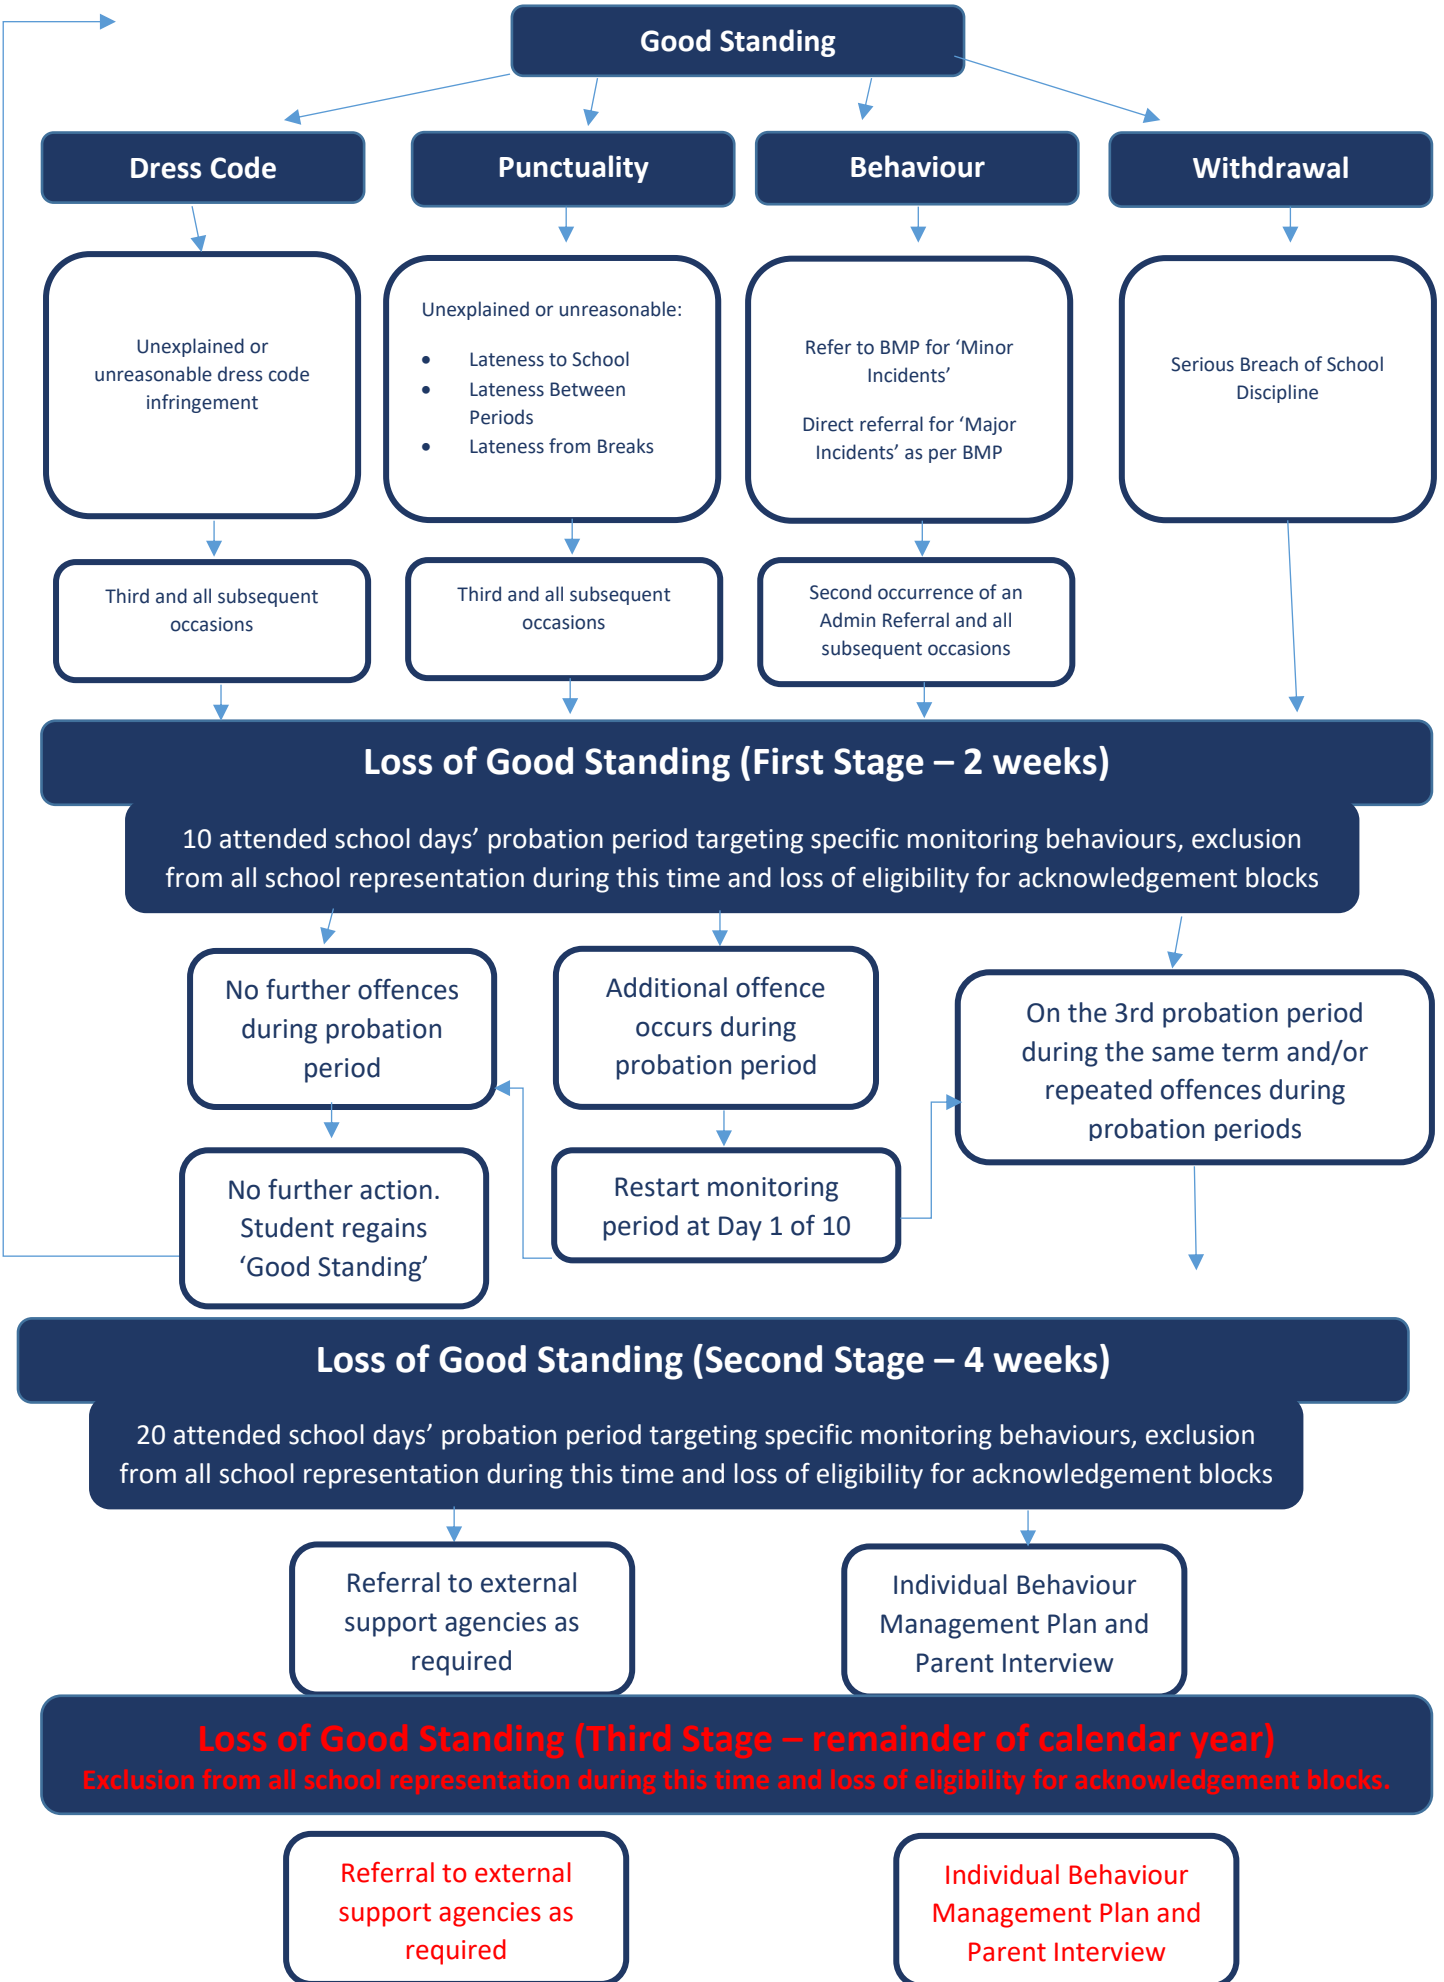 Good Standing
Dress Code
Punctuality
Behaviour
Withdrawal
Unexplained or
unreasonable dress code
infringement
Unexplained or unreasonable:
• Lateness to School
• Lateness Between
Periods
• Lateness from Breaks
Refer to BMP for ‘Minor
Incidents’
Direct referral for ‘Major
Incidents’ as per BMP
Serious Breach of School
Discipline
Third and all subsequent
occasions
Third and all subsequent
occasions
Second occurrence of an
Admin Referral and all
subsequent occasions
Loss of Good Standing (First Stage – 2 weeks)
10 attended school days’ probation period targeting specific monitoring behaviours, exclusion
from all school representation during this time and loss of eligibility for acknowledgement blocks
No further offences
during probation
period
Additional offence
occurs during
probation period
On the 3rd probation period
during the same term and/or
repeated offences during
probation periods
No further action.
Student regains
‘Good Standing’
Restart monitoring
period at Day 1 of 10
Loss of Good Standing (Second Stage – 4 weeks)
20 attended school days’ probation period targeting specific monitoring behaviours, exclusion
from all school representation during this time and loss of eligibility for acknowledgement blocks
Referral to external
support agencies as
required
Individual Behaviour
Management Plan and
Parent Interview
Loss of Good Standing (Third Stage – remainder of calendar year)
Exclusion from all school representation during this time and loss of eligibility for acknowledgement blocks.
Referral to external
support agencies as
required
Individual Behaviour
Management Plan and
Parent Interview